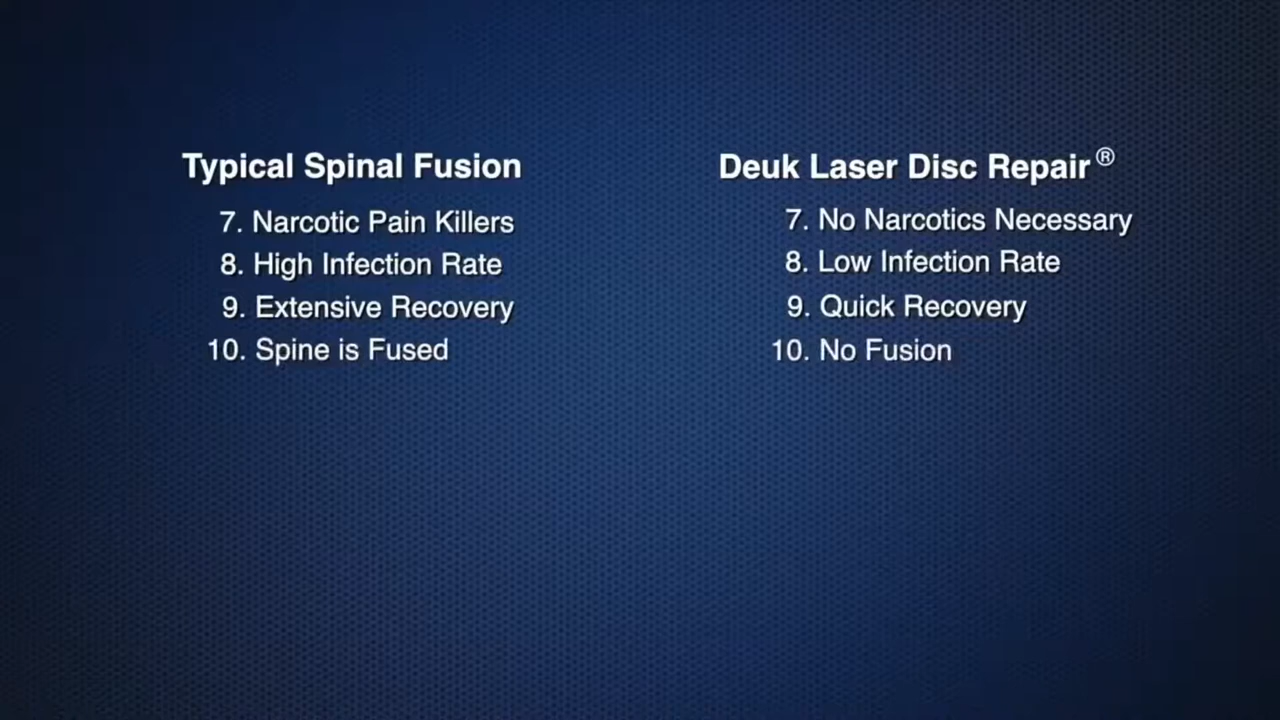 Typical Spinal Fusion
7. Narcotic Pain Killers
8. High Infection Rate
9. Extensive Recovery
10. Spine is Fused
Deuk Laser Disc Repair®
7. No Narcotics Necessary
8. Low Infection Rate
9. Quick Recovery
10. No Fusion